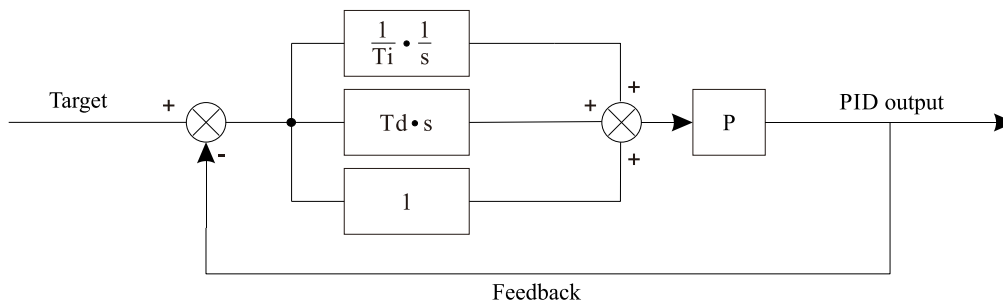 1/Ti • 1/s
Target
+
+
+
PID output
Td • s
P
-
+
1
Feedback